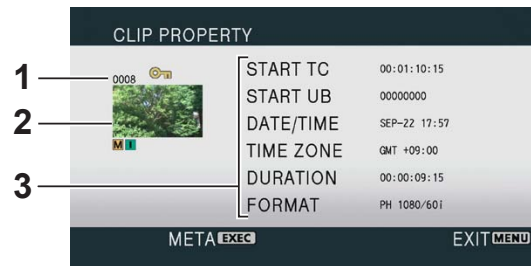 CLIP PROPERTY
1
0008
2
M I
3
START TC 00:01:10:15
START UB 00000000
DATE/TIME SEP-22 17:57
TIME ZONE GMT +09:00
DURATION 00:00:09:15
FORMAT PH 1080/60i
META EXEC EXIT MENU